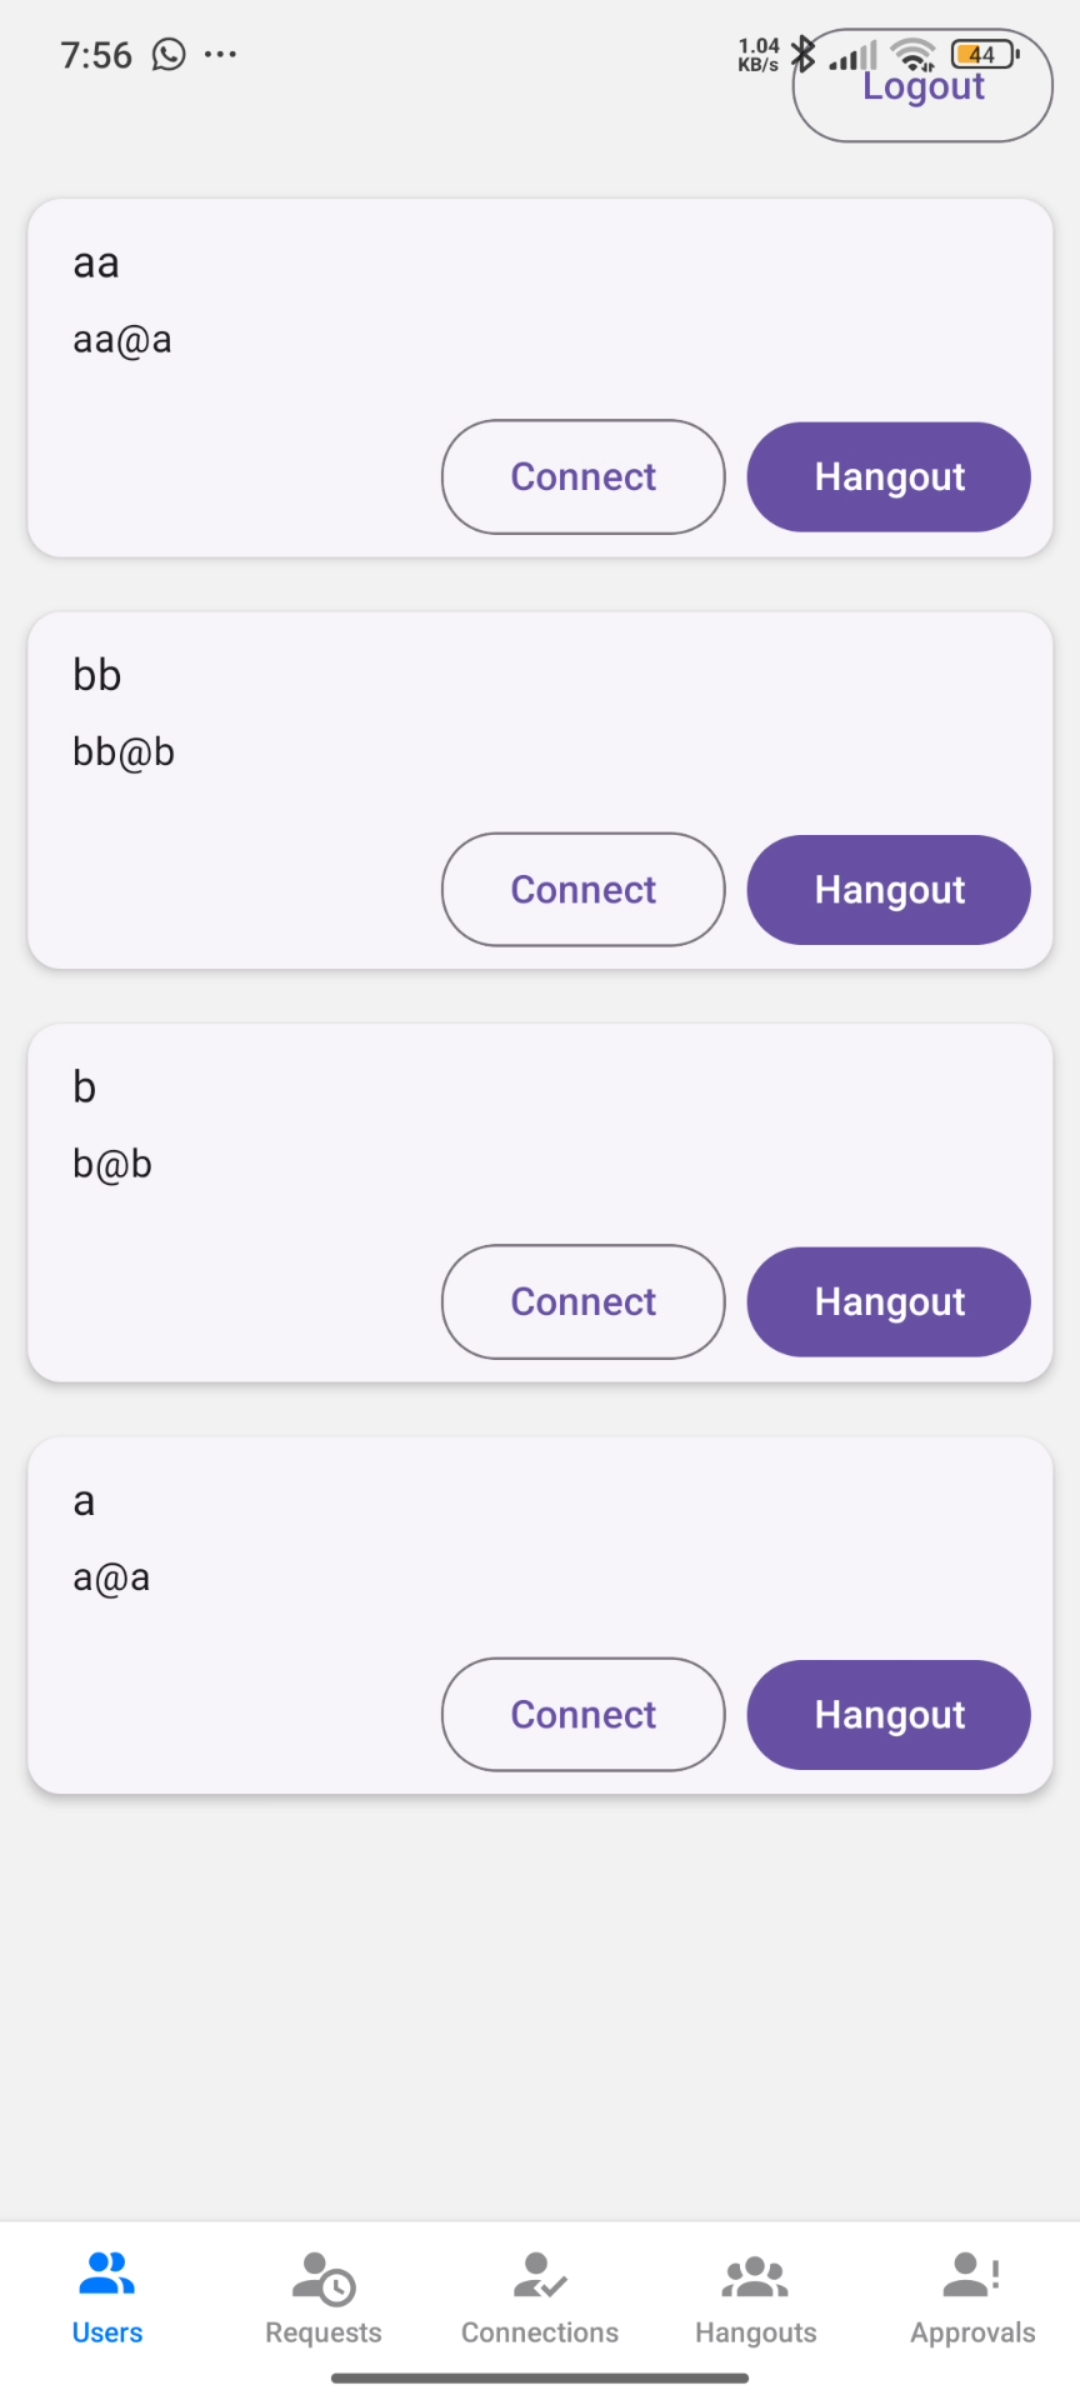 7:56 ... 1.04 KB/s 44
Logout
aa
aa@a
Connect Hangout
bb
bb@b
Connect Hangout
b
b@b
Connect Hangout
a
a@a
Connect Hangout
Users Requests Connections Hangouts Approvals